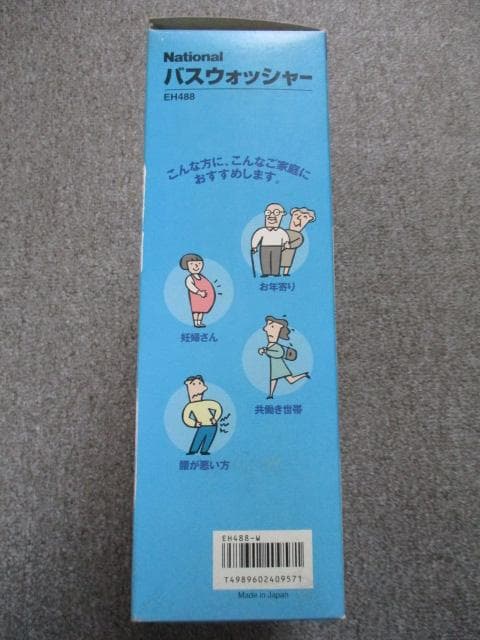 National
バスウォッシャー
EH488
こんな方に、こんなご家庭に
おすすめします。
お年寄り
妊婦さん
共働き世帯
腰が悪い方
EH488-W
T4989602409571
Made in Japan